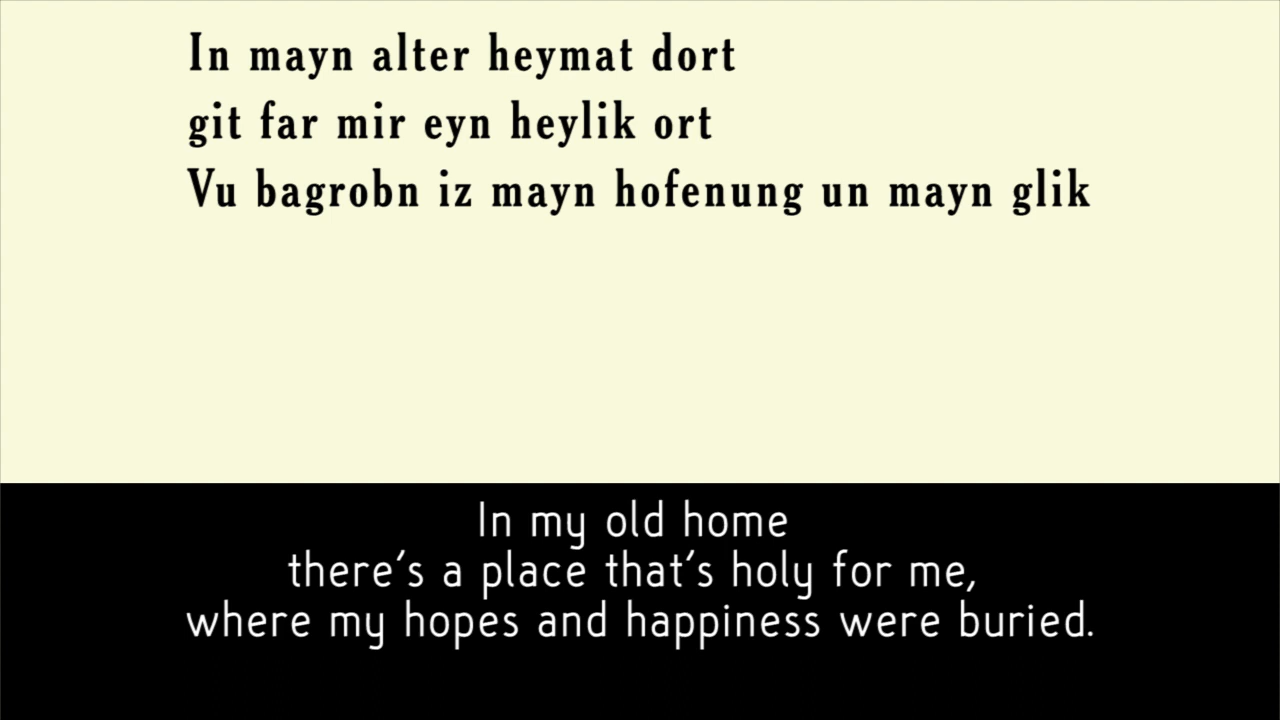 In mayn alter heymat dort
git far mir eyn heylik ort
Vu bagrobn iz mayn hofenung un mayn glik
In my old home
there's a place that's holy for me,
where my hopes and happiness were buried.